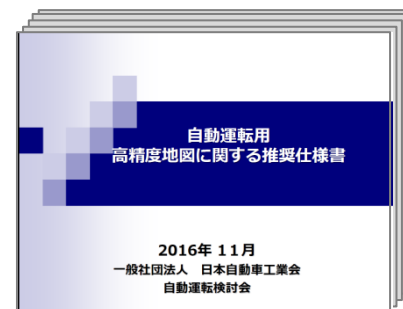 自動運転用
高精度地図に関する推奨仕様書
2016年 11月
一般社団法人　日本自動車工業会
自動運転検討会